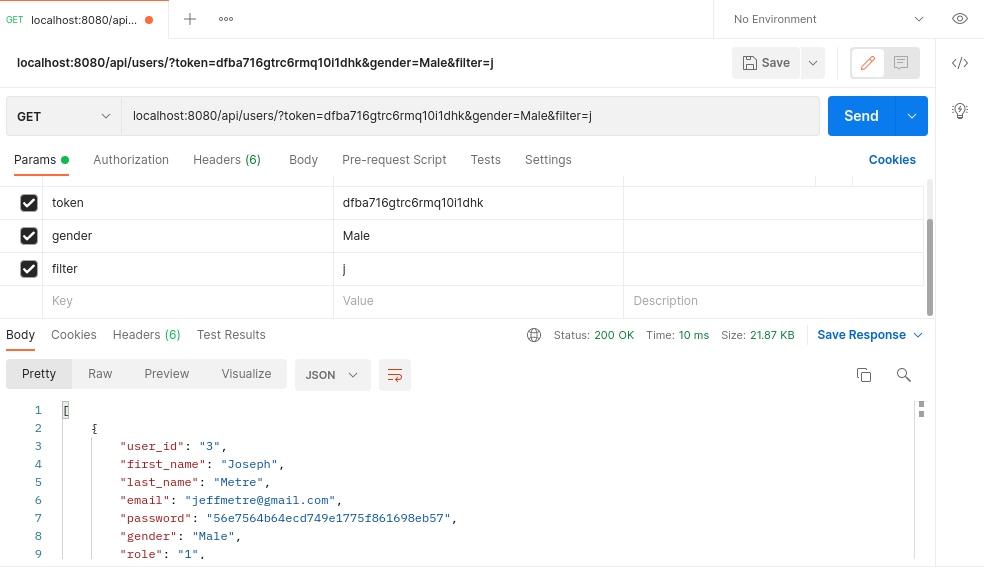 GET localhost:8080/api... No Environment
localhost:8080/api/users/?token=dfba716gtrc6rmq10i1dhk&gender=Male&filter=j Save
GET localhost:8080/api/users/?token=dfba716gtrc6rmq10i1dhk&gender=Male&filter=j Send
Params Authorization Headers (6) Body Pre-request Script Tests Settings Cookies
token dfba716gtrc6rmq10i1dhk
gender Male
filter j
Key Value Description
Body Cookies Headers (6) Test Results Status: 200 OK Time: 10 ms Size: 21.87 KB Save Response
Pretty Raw Preview Visualize JSON
1 [
2 {
3 "user_id": "3",
4 "first_name": "Joseph",
5 "last_name": "Metre",
6 "email": "jeffmetre@gmail.com",
7 "password": "56e7564b64ecd749e1775f861698eb57",
8 "gender": "Male",
9 "role": "1",